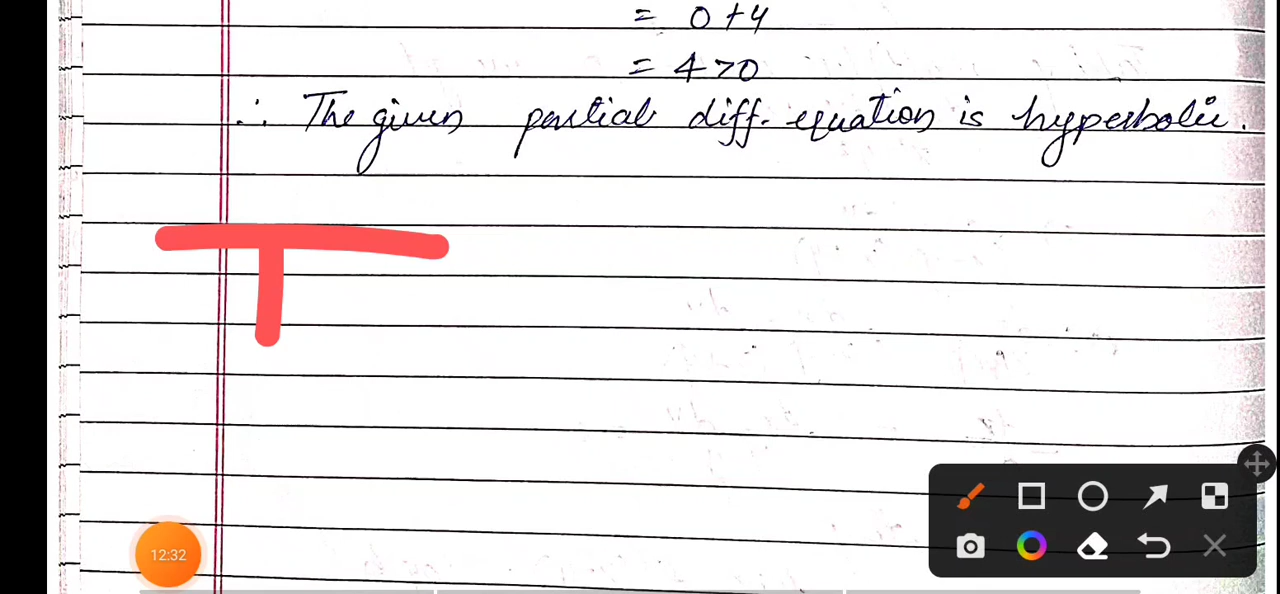 = 0+4
= 4>0
∴ The given partial diff. equation is hyperbolic.
T
12:32